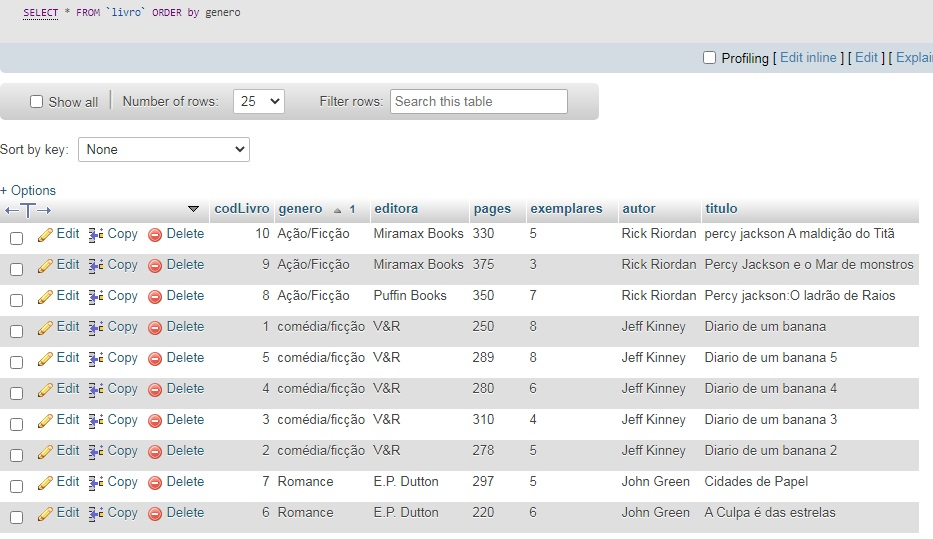 SELECT * FROM `livro` ORDER by genero
Profiling [ Edit inline ] [ Edit ] [ Explai
Show all Number of rows: 25 Filter rows: Search this table
Sort by key: None
+ Options
codLivro genero 1 editora pages exemplares autor titulo
Edit Copy Delete 10 Ação/Ficção Miramax Books 330 5 Rick Riordan percy jackson A maldição do Titã
Edit Copy Delete 9 Ação/Ficção Miramax Books 375 3 Rick Riordan Percy Jackson e o Mar de monstros
Edit Copy Delete 8 Ação/Ficção Puffin Books 350 7 Rick Riordan Percy jackson:O ladrão de Raios
Edit Copy Delete 1 comédia/ficção V&R 250 8 Jeff Kinney Diario de um banana
Edit Copy Delete 5 comédia/ficção V&R 289 8 Jeff Kinney Diario de um banana 5
Edit Copy Delete 4 comédia/ficção V&R 280 6 Jeff Kinney Diario de um banana 4
Edit Copy Delete 3 comédia/ficção V&R 310 4 Jeff Kinney Diario de um banana 3
Edit Copy Delete 2 comédia/ficção V&R 278 5 Jeff Kinney Diario de um banana 2
Edit Copy Delete 7 Romance E.P. Dutton 297 5 John Green Cidades de Papel
Edit Copy Delete 6 Romance E.P. Dutton 220 6 John Green A Culpa é das estrelas